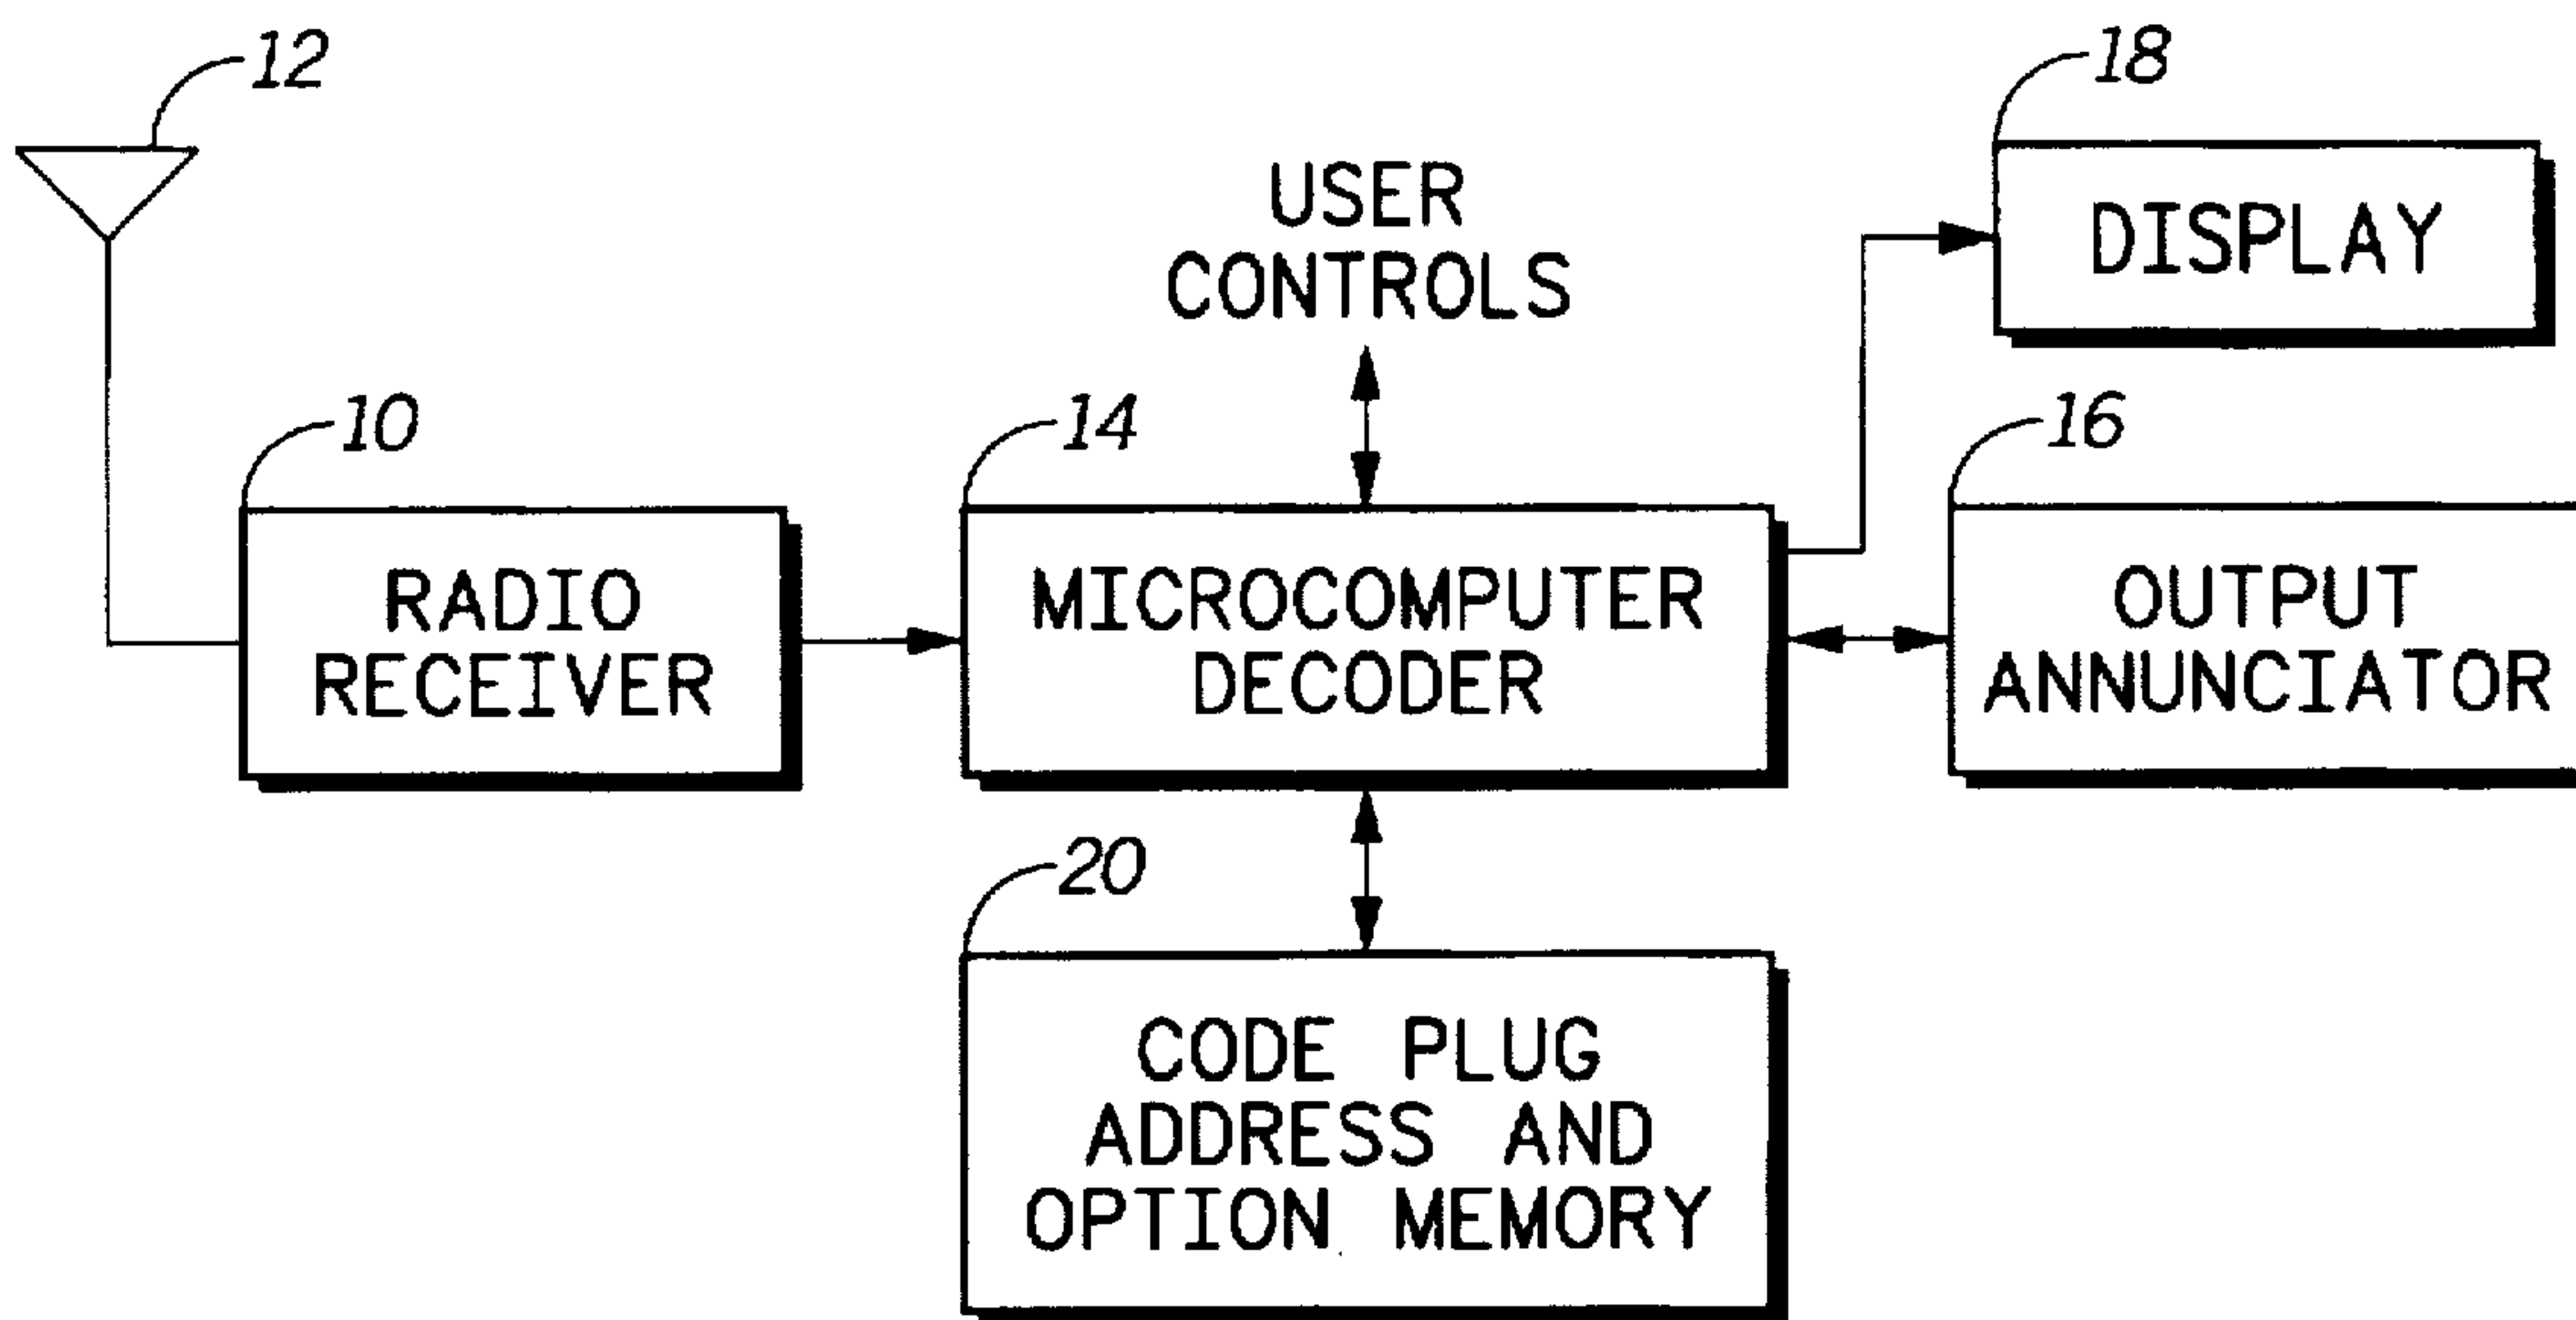 12
18
USER
CONTROLS
DISPLAY
10
14
16
RADIO
RECEIVER
MICROCOMPUTER
DECODER
OUTPUT
ANNUNCIATOR
20
CODE PLUG
ADDRESS AND
OPTION MEMORY